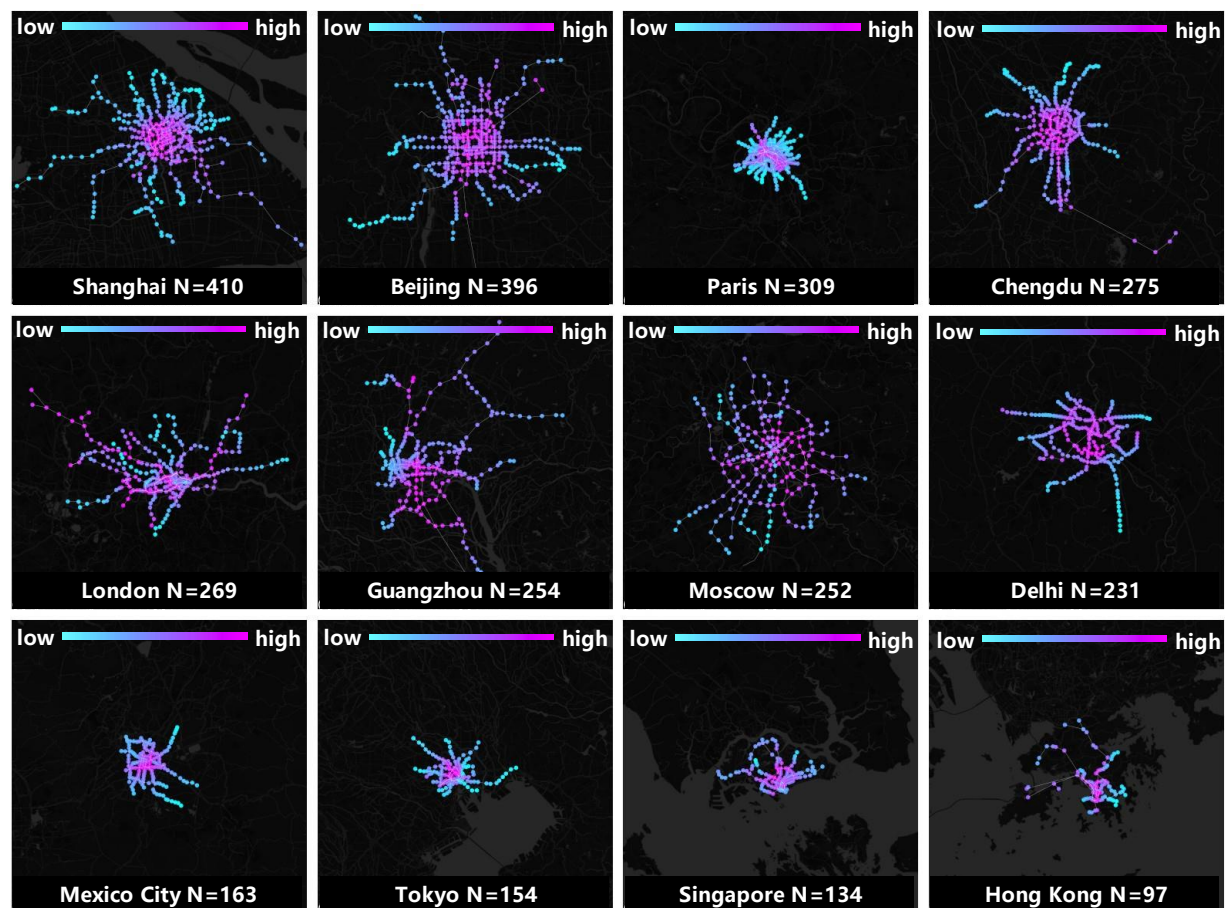 low high low high low high low high
Shanghai N=410 Beijing N=396 Paris N=309 Chengdu N=275
low high low high low high low high
London N=269 Guangzhou N=254 Moscow N=252 Delhi N=231
low high low high low high low high
Mexico City N=163 Tokyo N=154 Singapore N=134 Hong Kong N=97